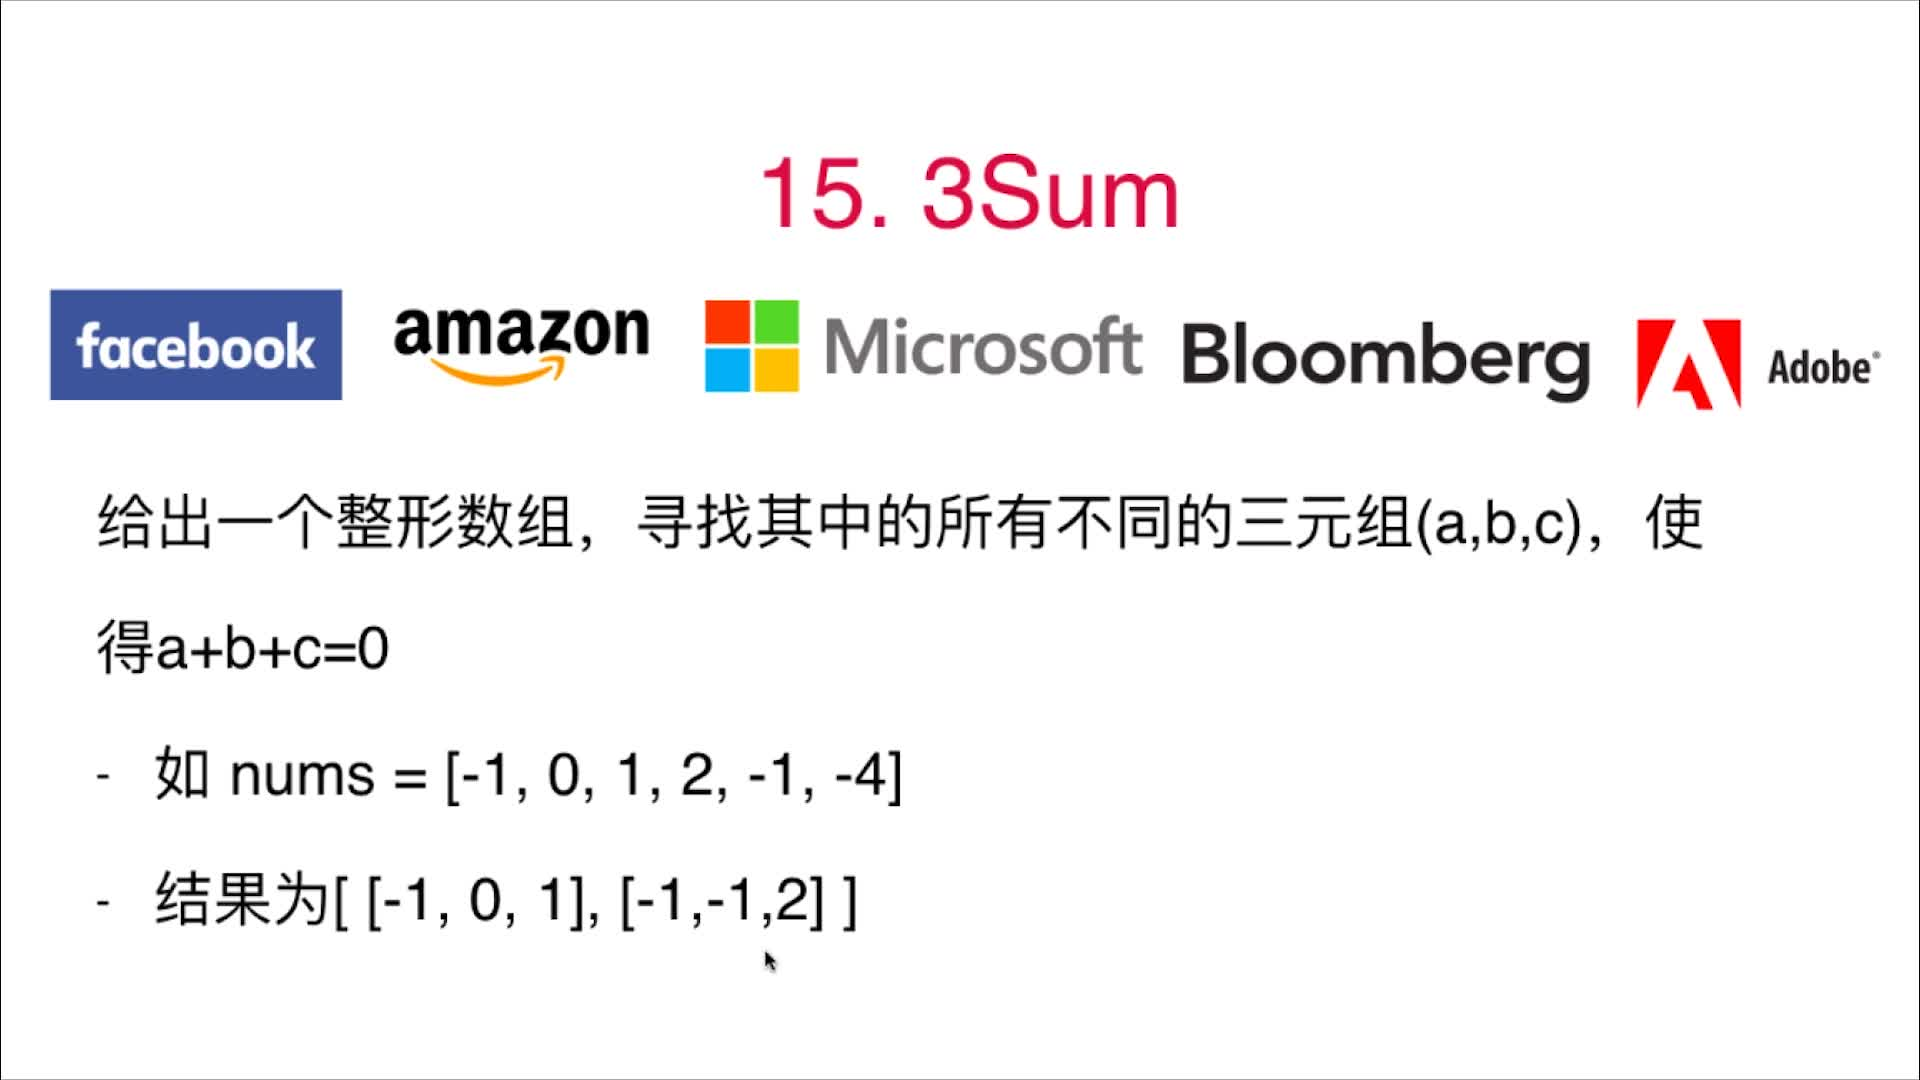 15. 3Sum
facebook amazon Microsoft Bloomberg Adobe®
给出一个整形数组，寻找其中的所有不同的三元组(a,b,c)，使
得a+b+c=0
- 如 nums = [-1, 0, 1, 2, -1, -4]
- 结果为[ [-1, 0, 1], [-1,-1,2] ]